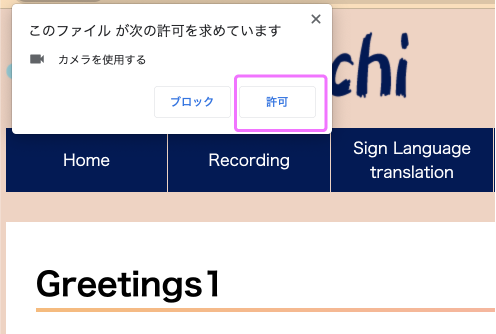 このファイル が次の許可を求めています
カメラを使用する
ブロック
許可
chi
Home
Recording
Sign Language
translation
Greetings1